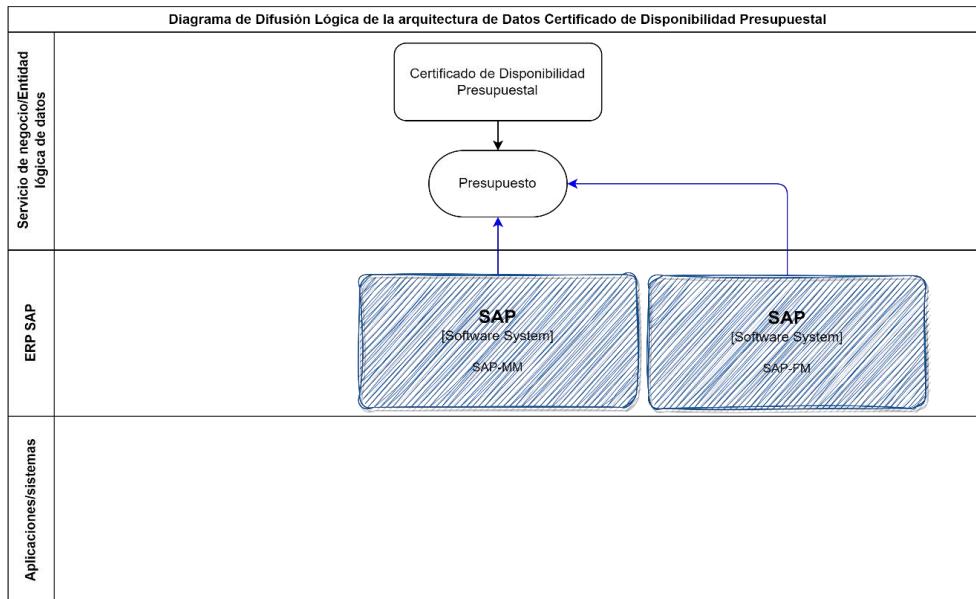 Diagrama de Difusión Lógica de la arquitectura de Datos Certificado de Disponibilidad Presupuestal
Servicio de negocio/Entidad
lógica de datos
Certificado de Disponibilidad
Presupuestal
Presupuesto
ERP SAP
SAP
[Software System]
SAP-MM
SAP
[Software System]
SAP-FM
Aplicaciones/sistemas